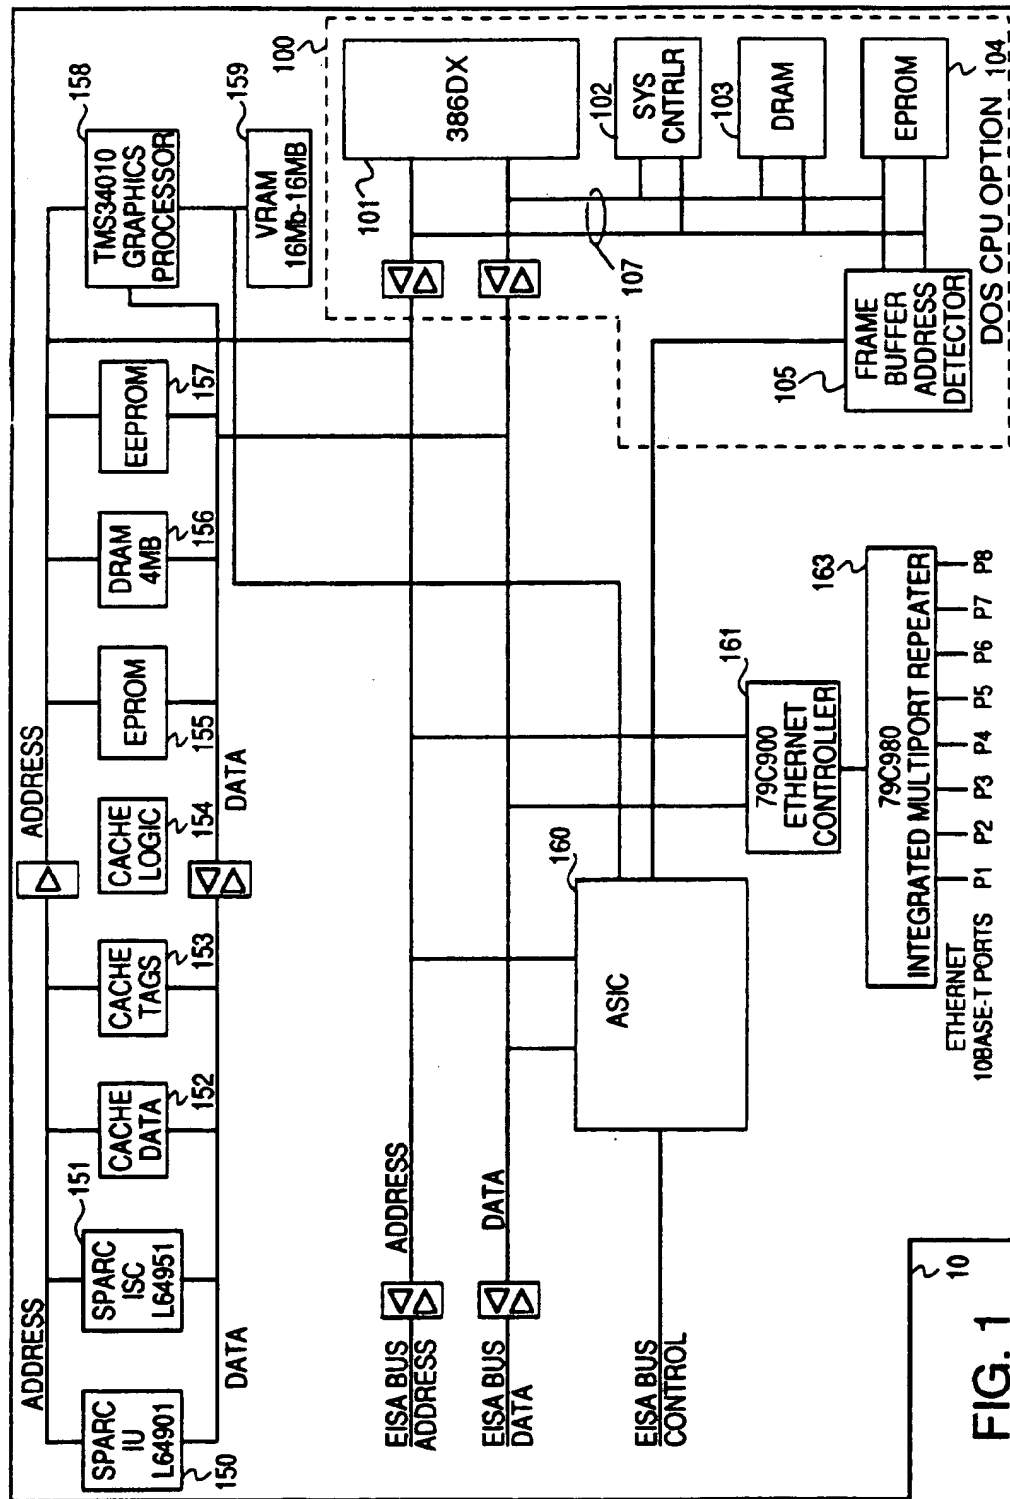 ADDRESS
SPARC
IU
L64901
150
SPARC
ISC
L64951
151
DATA
CACHE
DATA
152
CACHE
TAGS
153
CACHE
LOGIC
154
ADDRESS
DATA
EPROM
155
DRAM
4MB
156
EEPROM
157
TMS34010
GRAPHICS
PROCESSOR
158
VRAM
16Mb-16MB
159
EISA BUS
ADDRESS
ADDRESS
EISA BUS
DATA
DATA
EISA BUS
CONTROL
ASIC
160
79C900
ETHERNET
CONTROLLER
161
79C980
INTEGRATED MULTIPORT REPEATER
163
ETHERNET
10BASE-T PORTS
P1 P2 P3 P4 P5 P6 P7 P8
100
386DX
101
SYS
CNTRLR
102
DRAM
103
EPROM
104
107
FRAME
BUFFER
ADDRESS
DETECTOR
105
DOS CPU OPTION
10
FIG. 1